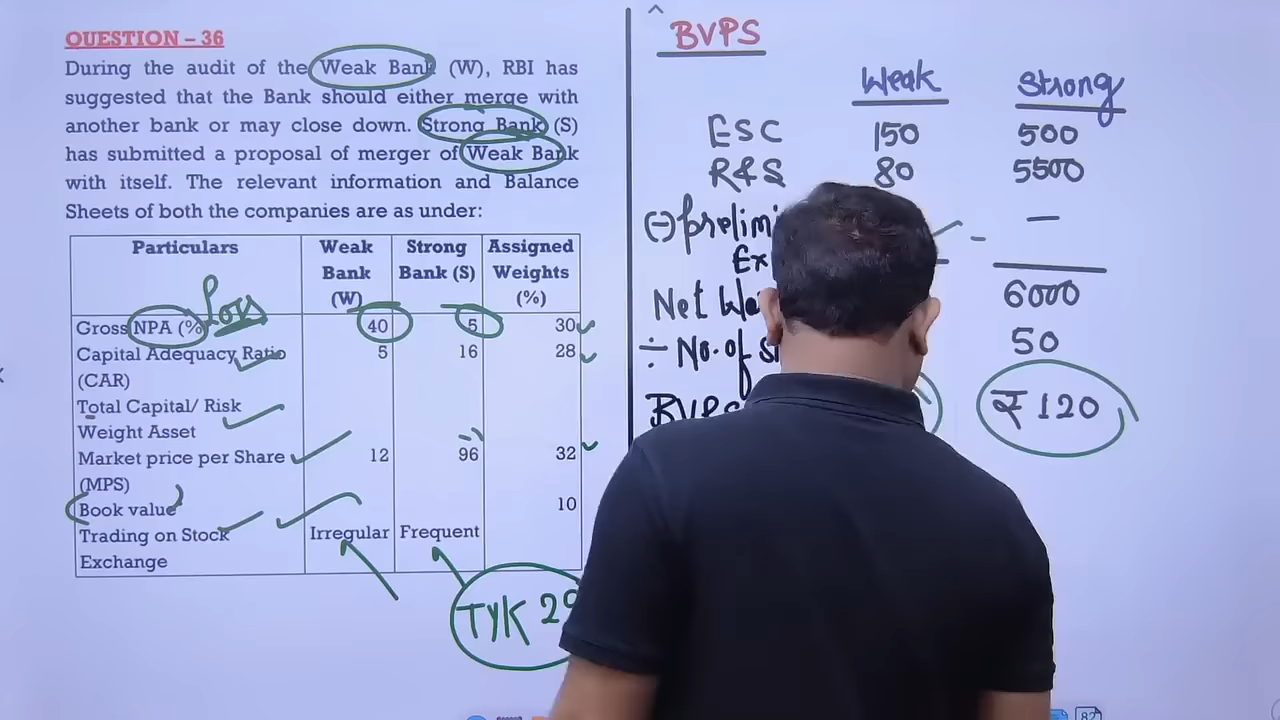 QUESTION – 36
During the audit of the Weak Bank (W), RBI has
suggested that the Bank should either merge with
another bank or may close down. Strong Bank (S)
has submitted a proposal of merger of Weak Bank
with itself. The relevant information and Balance
Sheets of both the companies are as under:
Particulars Weak Bank (W) Strong Bank (S) Assigned Weights (%)
Loss
Gross NPA (%) 40 5 30
Capital Adequacy Ratio 5 16 28
(CAR)
Total Capital/ Risk
Weight Asset
Market price per Share 12 96 32
(MPS)
Book value 10
Trading on Stock Irregular Frequent
Exchange
TYK
BVPS
Weak Strong
ESC 150 500
R&S 80 5500
(-) —
Net 6000
÷ No. of 50
BVPS ₹ 120
82